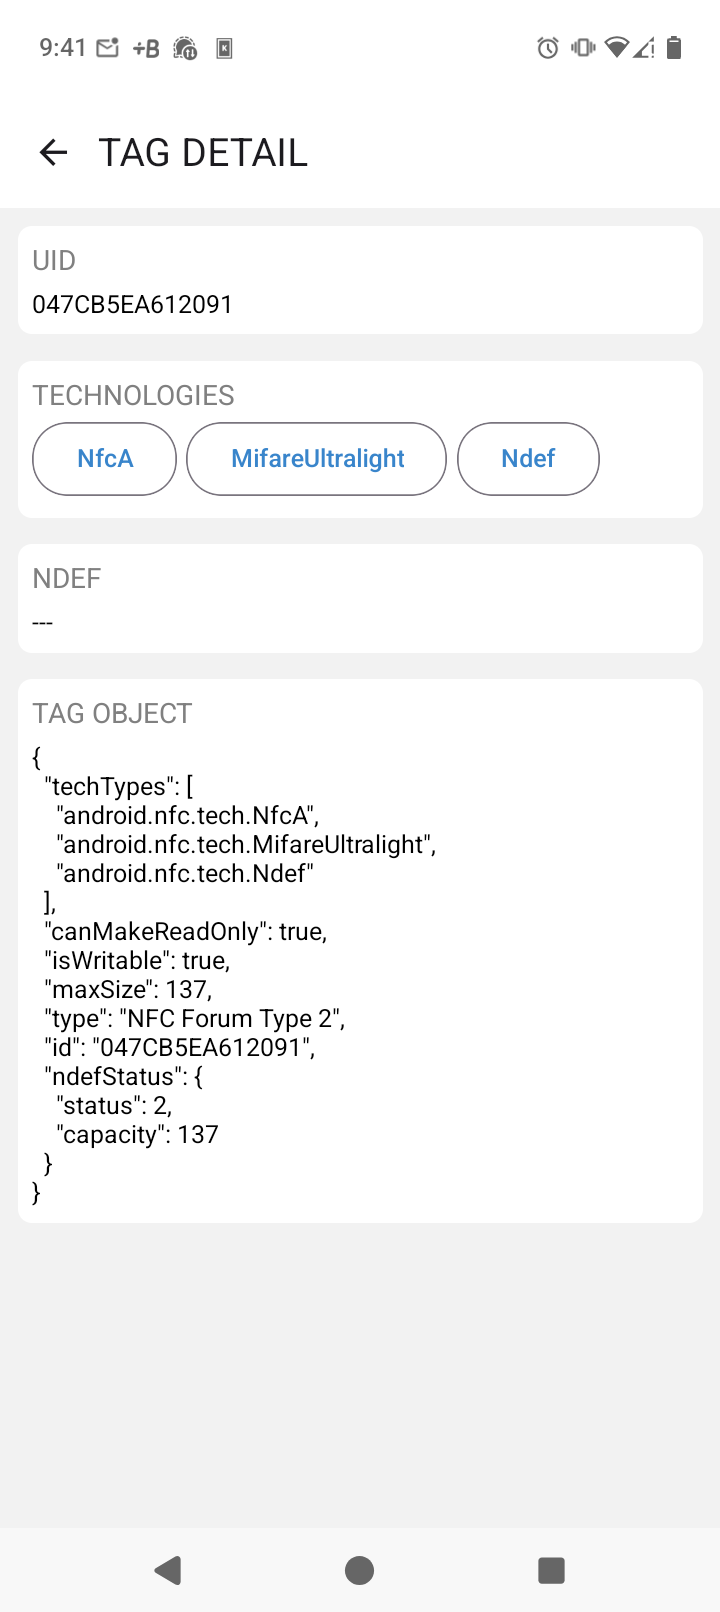 9:41 +B K
TAG DETAIL
UID
047CB5EA612091
TECHNOLOGIES
NfcA MifareUltralight Ndef
NDEF
---
TAG OBJECT
{
"techTypes": [
"android.nfc.tech.NfcA",
"android.nfc.tech.MifareUltralight",
"android.nfc.tech.Ndef"
],
"canMakeReadOnly": true,
"isWritable": true,
"maxSize": 137,
"type": "NFC Forum Type 2",
"id": "047CB5EA612091",
"ndefStatus": {
"status": 2,
"capacity": 137
}
}